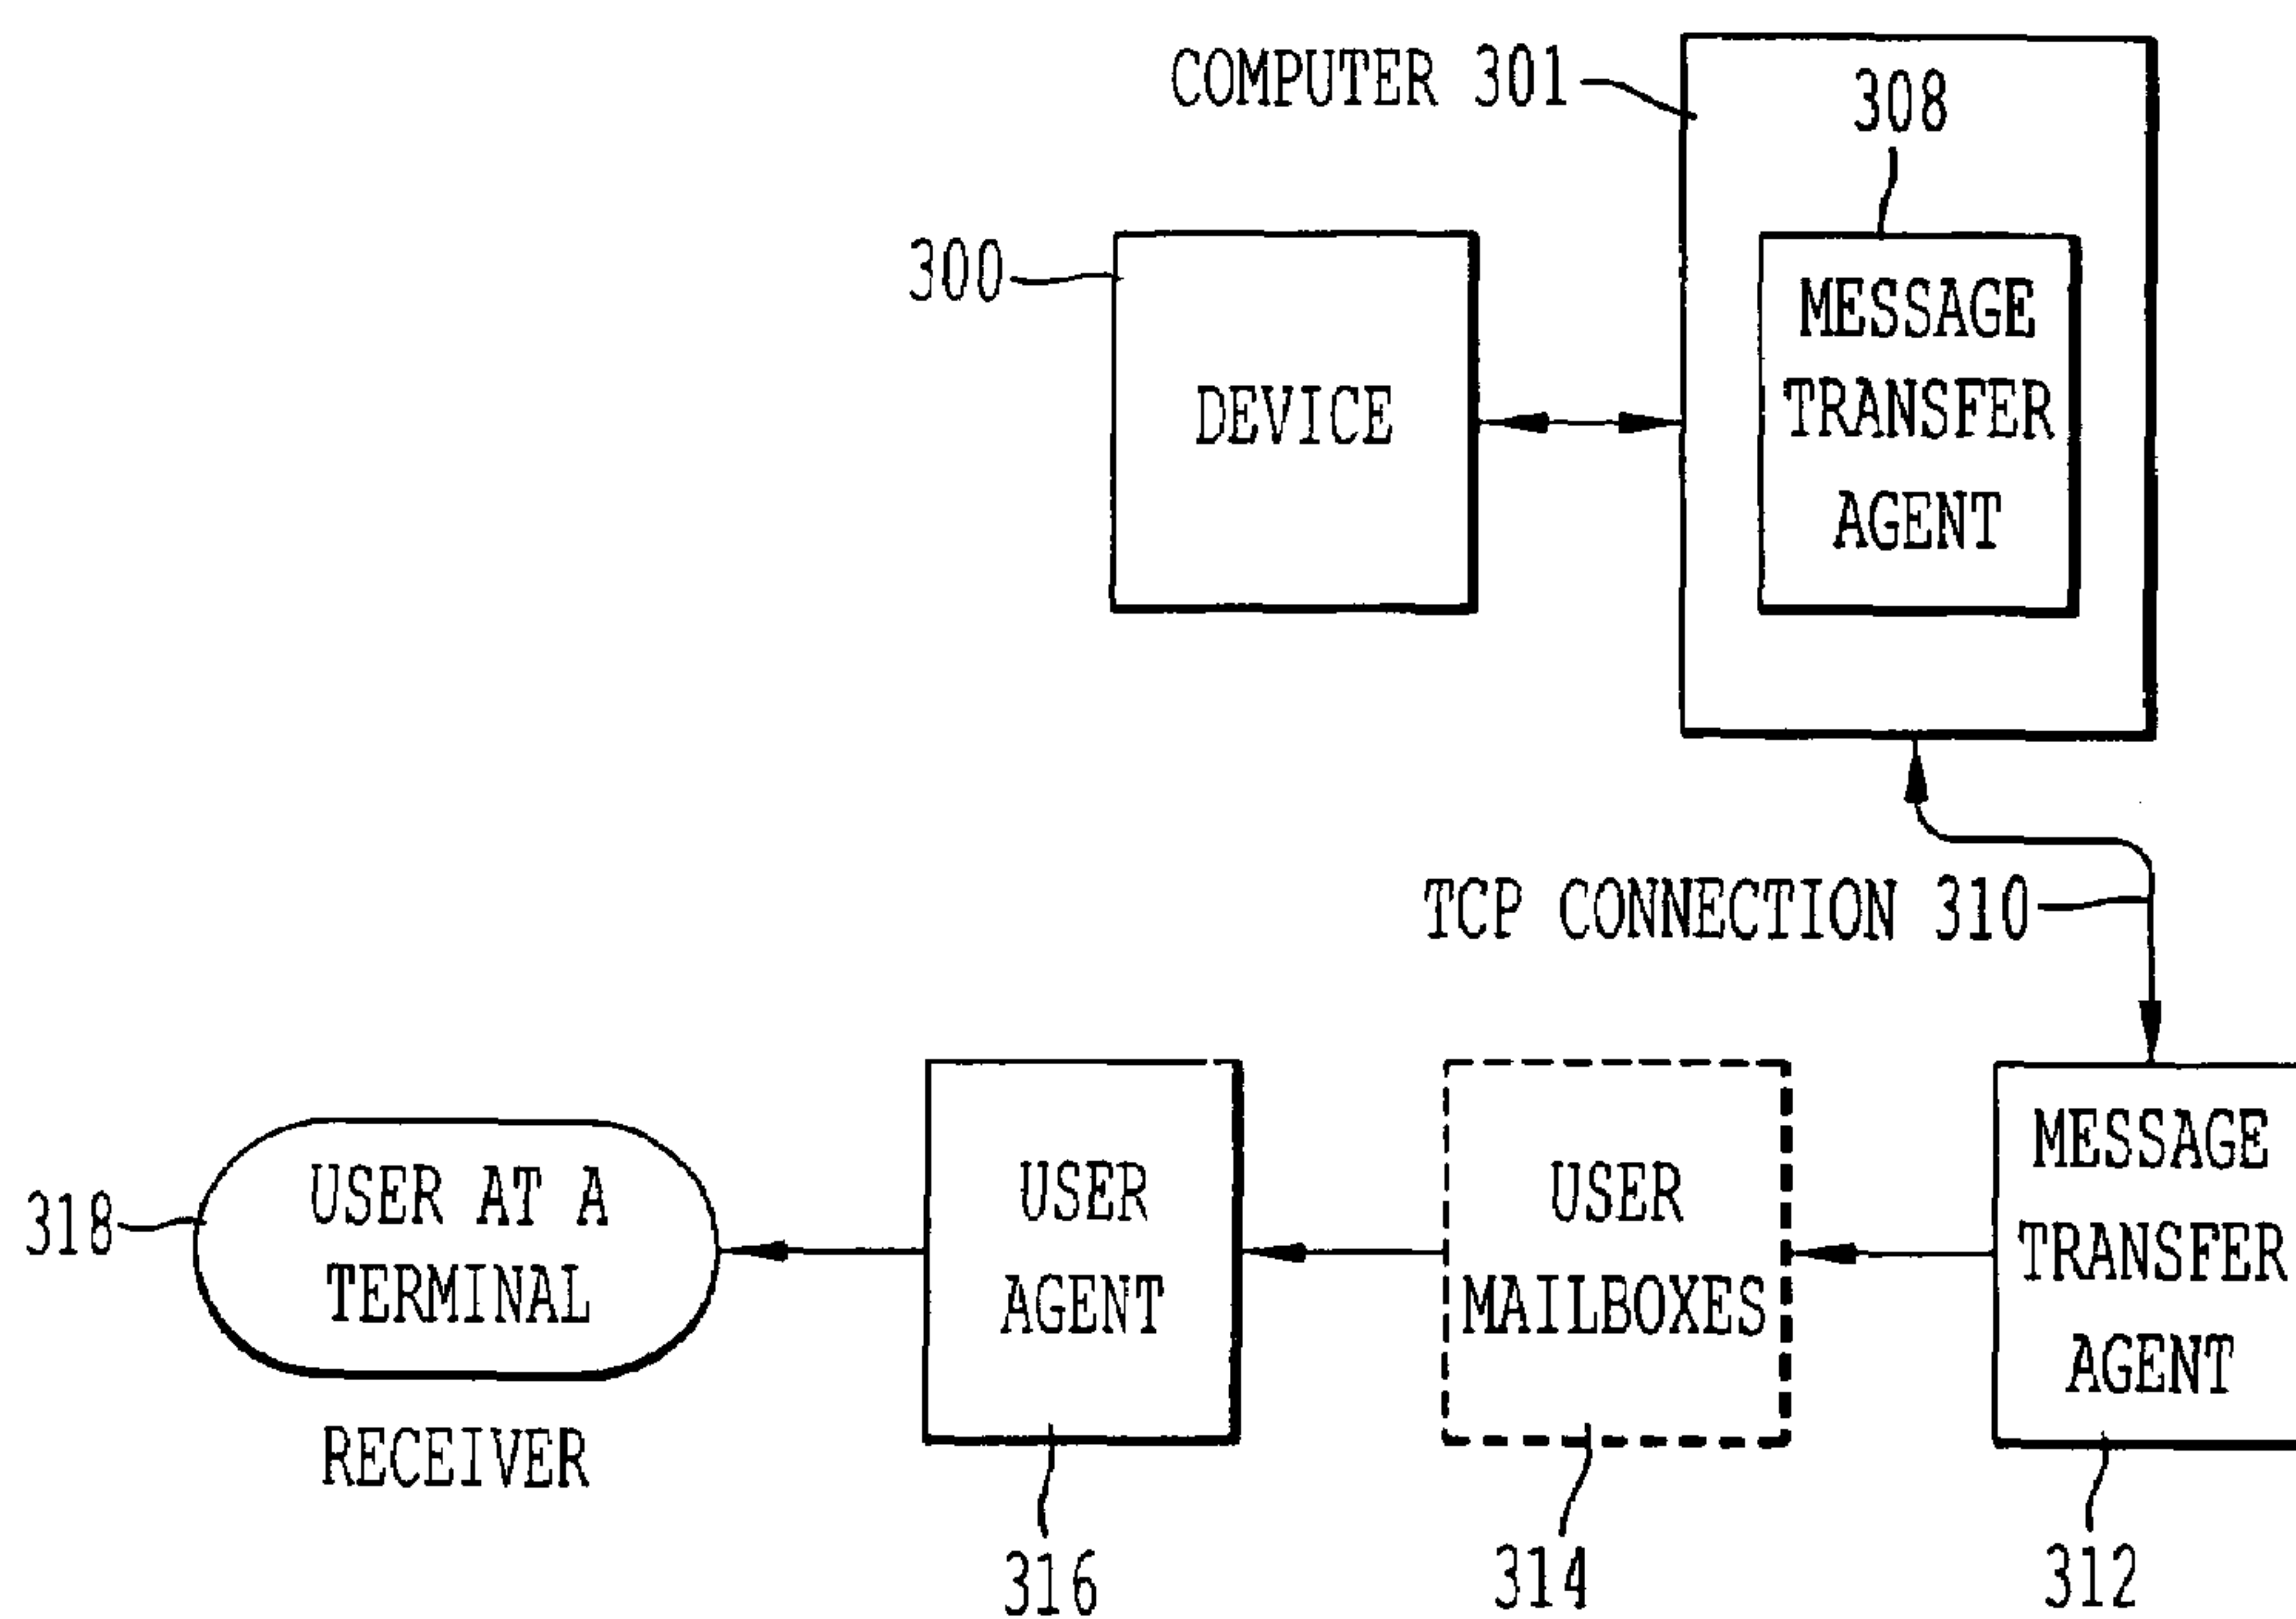 COMPUTER 301
308
300
DEVICE
MESSAGE
TRANSFER
AGENT
TCP CONNECTION 310
318
USER AT A
TERMINAL
RECEIVER
USER
AGENT
316
USER
MAILBOXES
314
MESSAGE
TRANSFER
AGENT
312